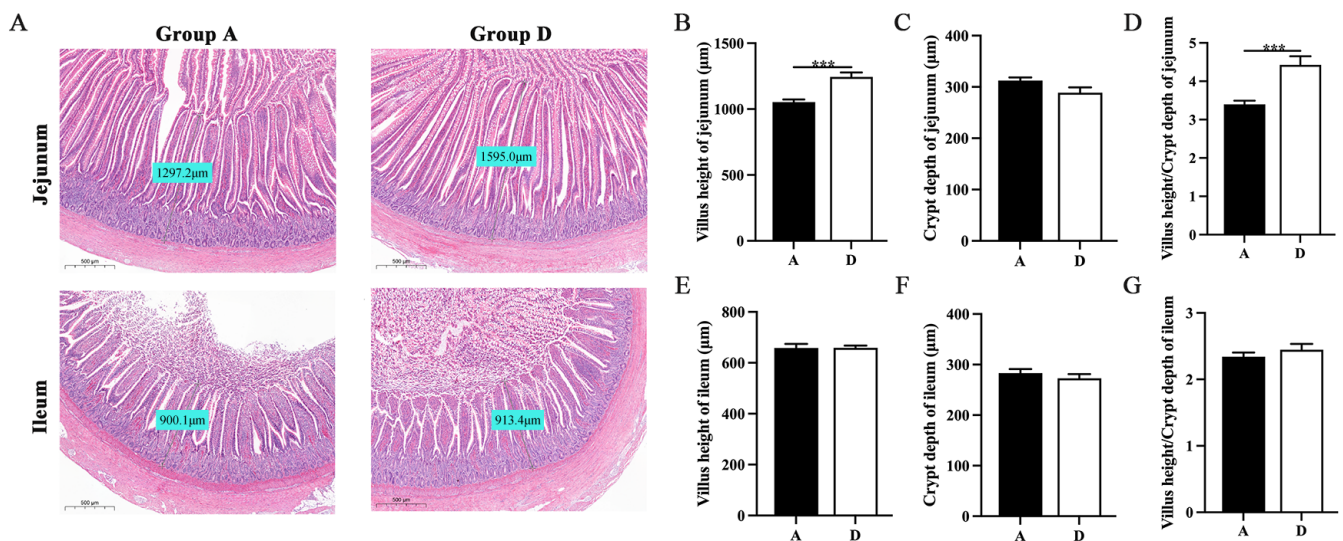 A
Group A
Group D
Jejunum
1297.2μm
1595.0μm
500 μm
500 μm
Ileum
900.1μm
913.4μm
500 μm
500 μm
B
Villus height of jejunum (μm)
1500
1000
500
0
***
A
D
C
Crypt depth of jejunum (μm)
400
300
200
100
0
A
D
D
Villus height/Crypt depth of jejunum
5
4
3
2
1
0
***
A
D
E
Villus height of ileum (μm)
800
600
400
200
0
A
D
F
Crypt depth of ileum (μm)
400
300
200
100
0
A
D
G
Villus height/Crypt depth of ileum
3
2
1
0
A
D